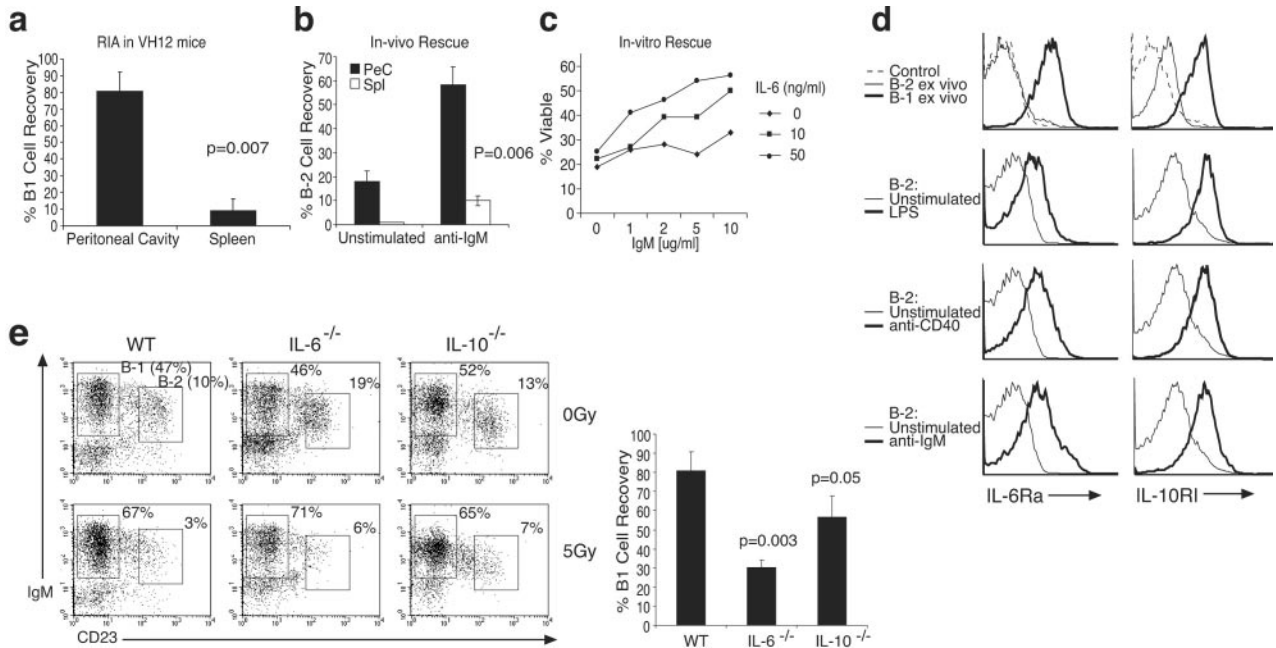 a
RIA in VH12 mice
% B1 Cell Recovery
100
90
80
70
60
50
40
30
20
10
0
p=0.007
Peritoneal Cavity
Spleen
b
In-vivo Rescue
% B-2 Cell Recovery
70
60
50
40
30
20
10
0
PeC
Spl
P=0.006
Unstimulated
anti-IgM
c
In-vitro Rescue
% Viable
60
50
40
30
20
10
0
0 1 2 5 10
IgM [ug/ml]
IL-6 (ng/ml)
0
10
50
d
Control
B-2 ex vivo
B-1 ex vivo
B-2:
Unstimulated
LPS
B-2:
Unstimulated
anti-CD40
B-2:
Unstimulated
anti-IgM
IL-6Ra
IL-10RI
e
WT
IL-6 -/-
IL-10 -/-
B-1 (47%)
B-2 (10%)
46%
19%
52%
13%
0Gy
67%
3%
71%
6%
65%
7%
5Gy
IgM
CD23
% B1 Cell Recovery
100
90
80
70
60
50
40
30
20
10
0
p=0.003
p=0.05
WT
IL-6 -/-
IL-10 -/-